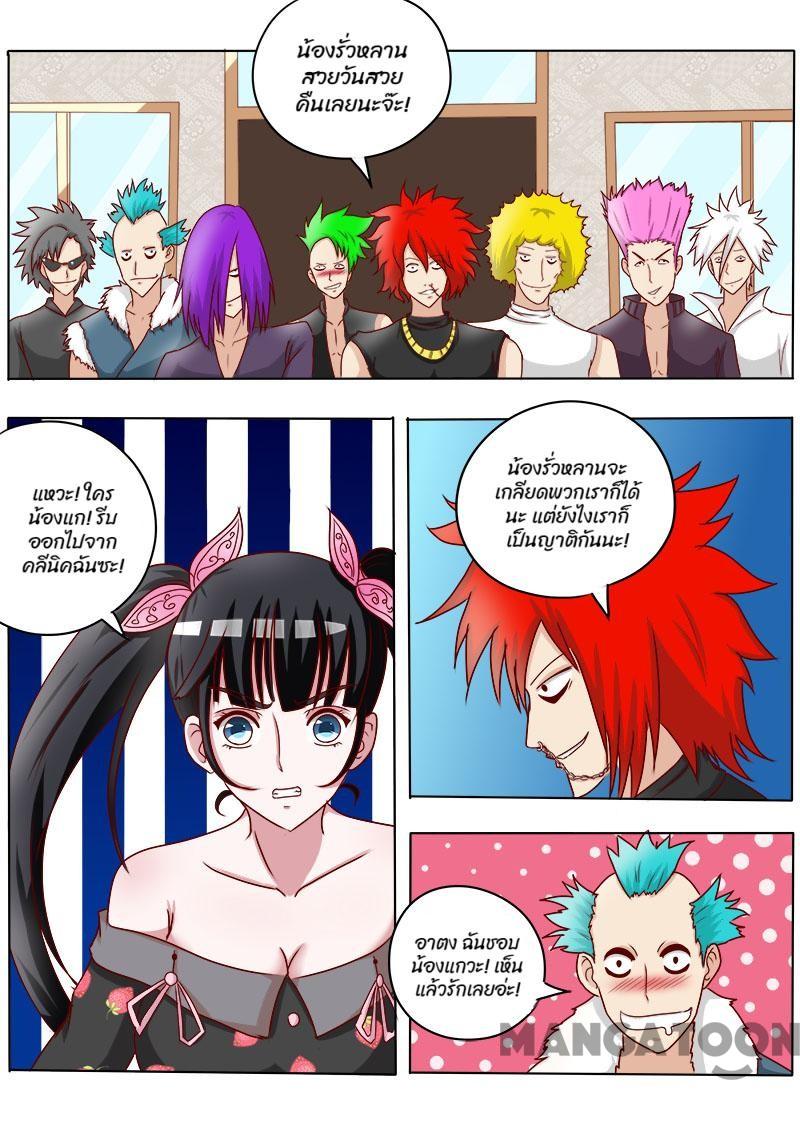 น้องรั่วหลาน
สวยวันสวย
คืนเลยนะจ๊ะ!
แหวะ! ใคร
น้องแก! รีบ
ออกไปจาก
คลีนิคฉันซะ!
น้องรั่วหลานจะ
เกลียดพวกเราก็ได้
นะ แต่ยังไงเราก็
เป็นญาติกันนะ!
อาตง ฉันชอบ
น้องแกวะ! เห็น
แล้วรักเลยอ่ะ!
MANGATOON